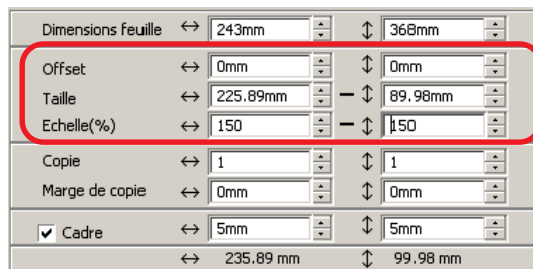 Dimensions feuille 243mm 368mm
Offset 0mm 0mm
Taille 225.89mm 89.98mm
Echelle(%) 150 150
Copie 1 1
Marge de copie 0mm 0mm
Cadre 5mm 5mm
235.89 mm 99.98 mm